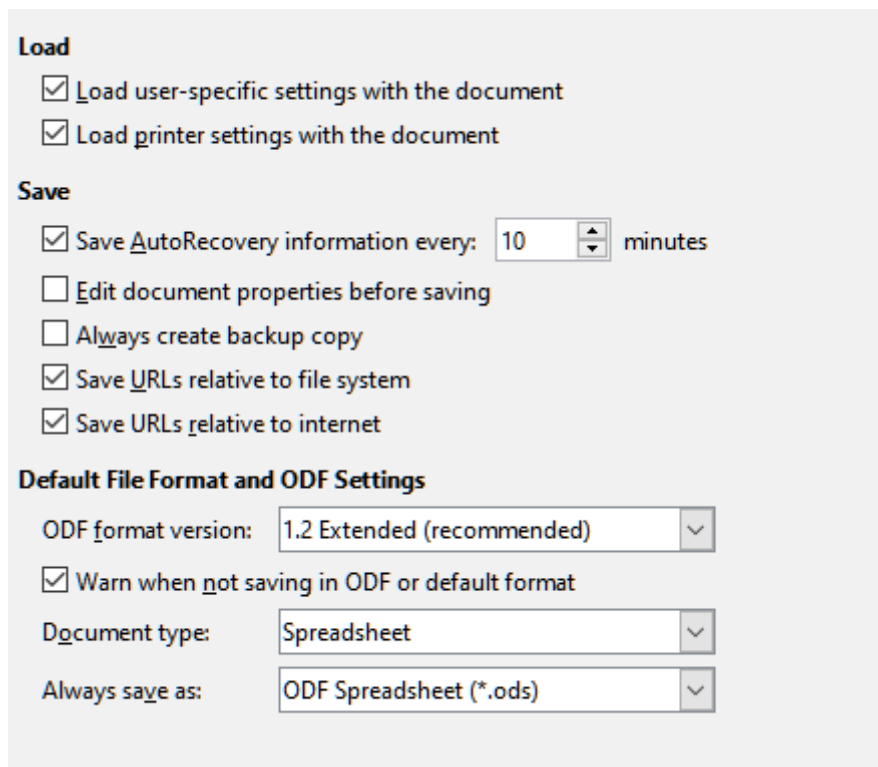 Load
Load user-specific settings with the document
Load printer settings with the document
Save
Save AutoRecovery information every: 10 minutes
Edit document properties before saving
Always create backup copy
Save URLs relative to file system
Save URLs relative to internet
Default File Format and ODF Settings
ODF format version: 1.2 Extended (recommended)
Warn when not saving in ODF or default format
Document type: Spreadsheet
Always save as: ODF Spreadsheet (*.ods)